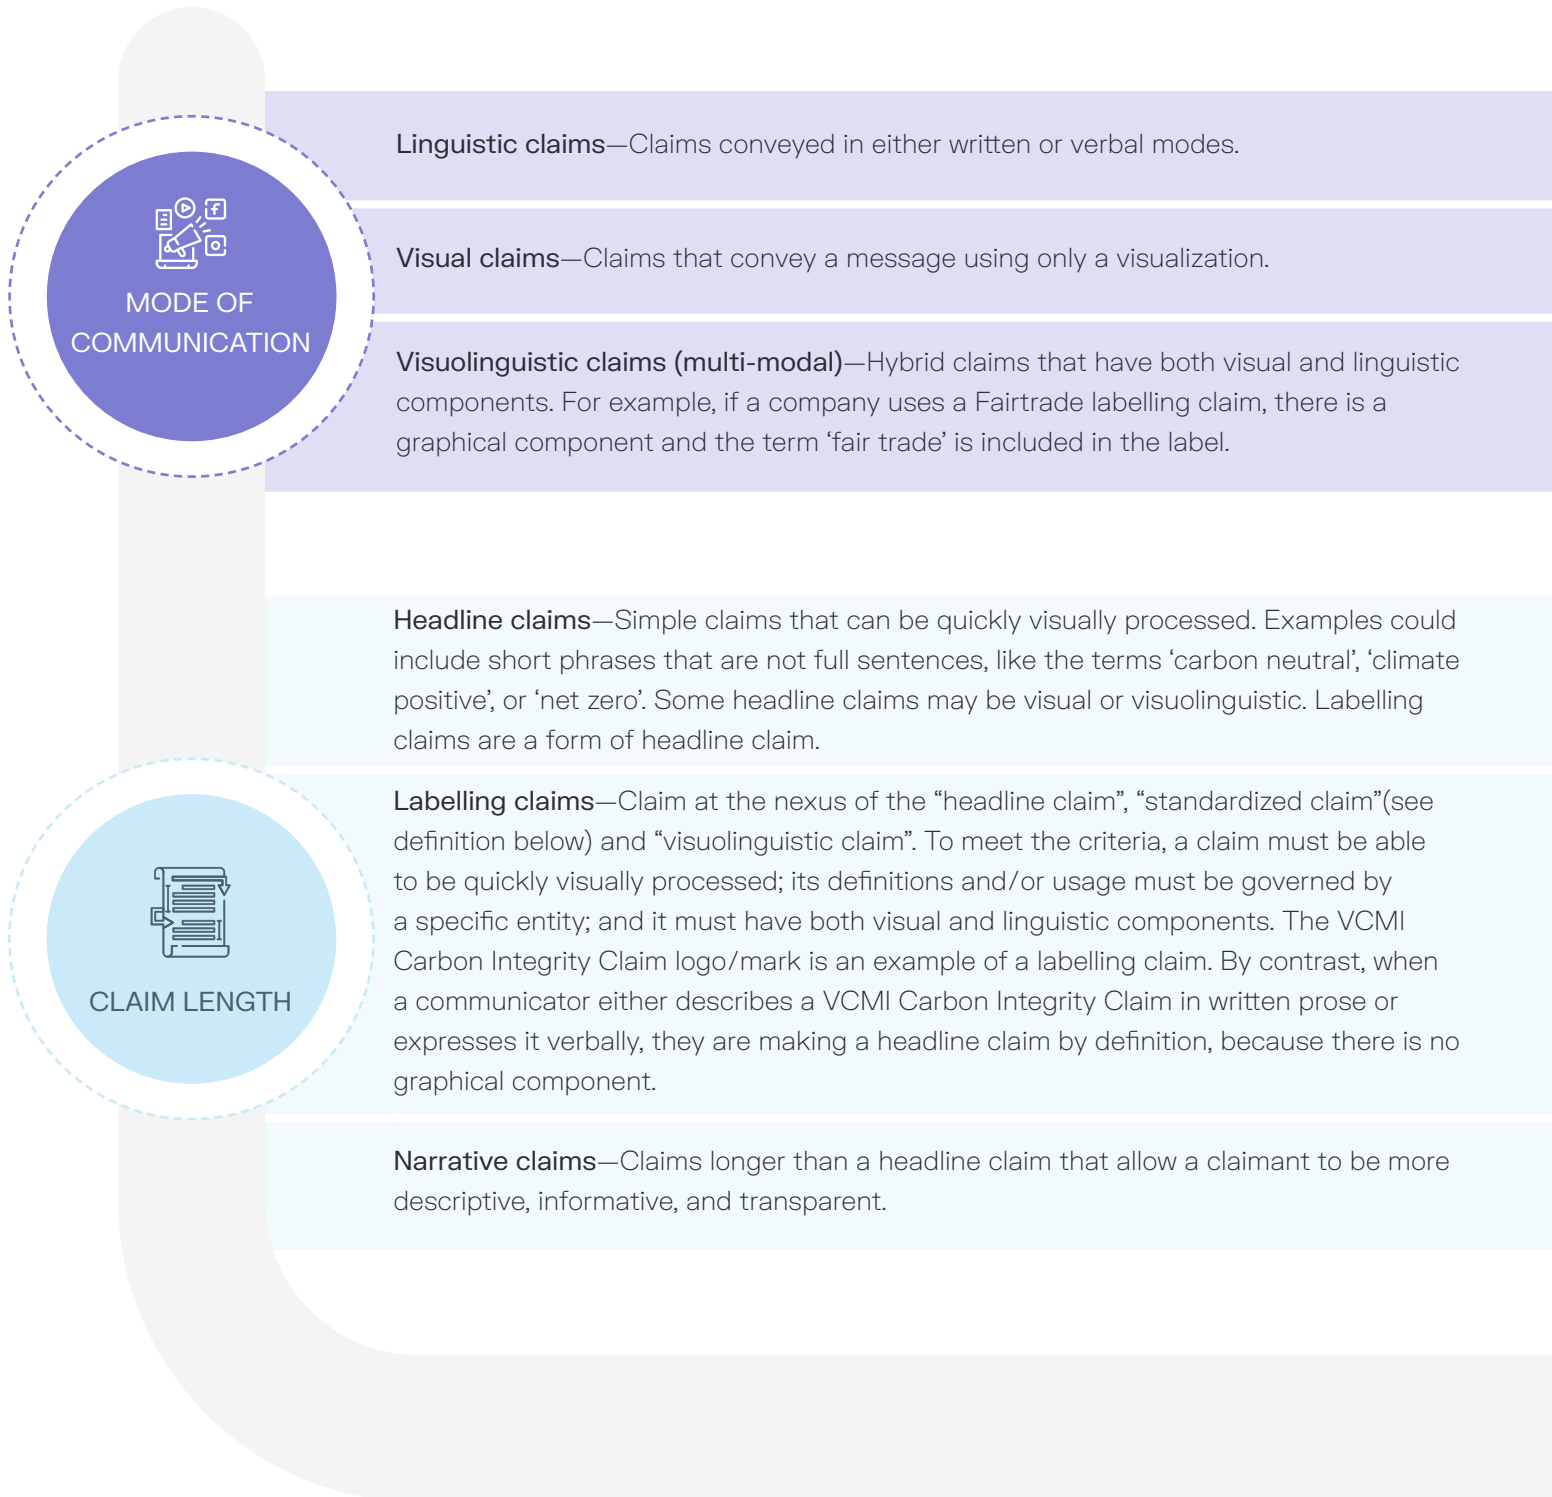 MODE OF
COMMUNICATION
Linguistic claims—Claims conveyed in either written or verbal modes.
Visual claims—Claims that convey a message using only a visualization.
Visuolinguistic claims (multi-modal)—Hybrid claims that have both visual and linguistic
components. For example, if a company uses a Fairtrade labelling claim, there is a
graphical component and the term ‘fair trade’ is included in the label.
CLAIM LENGTH
Headline claims—Simple claims that can be quickly visually processed. Examples could
include short phrases that are not full sentences, like the terms ‘carbon neutral’, ‘climate
positive’, or ‘net zero’. Some headline claims may be visual or visuolinguistic. Labelling
claims are a form of headline claim.
Labelling claims—Claim at the nexus of the “headline claim”, “standardized claim”(see
definition below) and “visuolinguistic claim”. To meet the criteria, a claim must be able
to be quickly visually processed; its definitions and/or usage must be governed by
a specific entity; and it must have both visual and linguistic components. The VCMI
Carbon Integrity Claim logo/mark is an example of a labelling claim. By contrast, when
a communicator either describes a VCMI Carbon Integrity Claim in written prose or
expresses it verbally, they are making a headline claim by definition, because there is no
graphical component.
Narrative claims—Claims longer than a headline claim that allow a claimant to be more
descriptive, informative, and transparent.